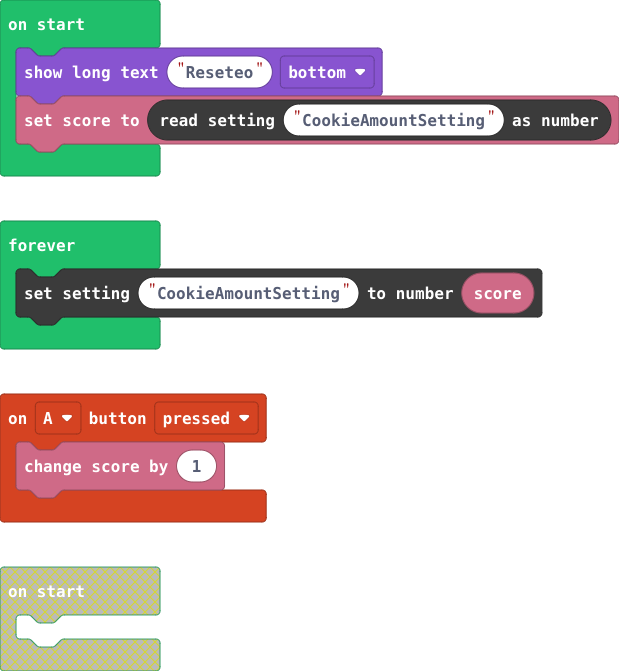 on start
show long text "Reseteo" bottom
set score to read setting "CookieAmountSetting" as number
forever
set setting "CookieAmountSetting" to number score
on A button pressed
change score by 1
on start